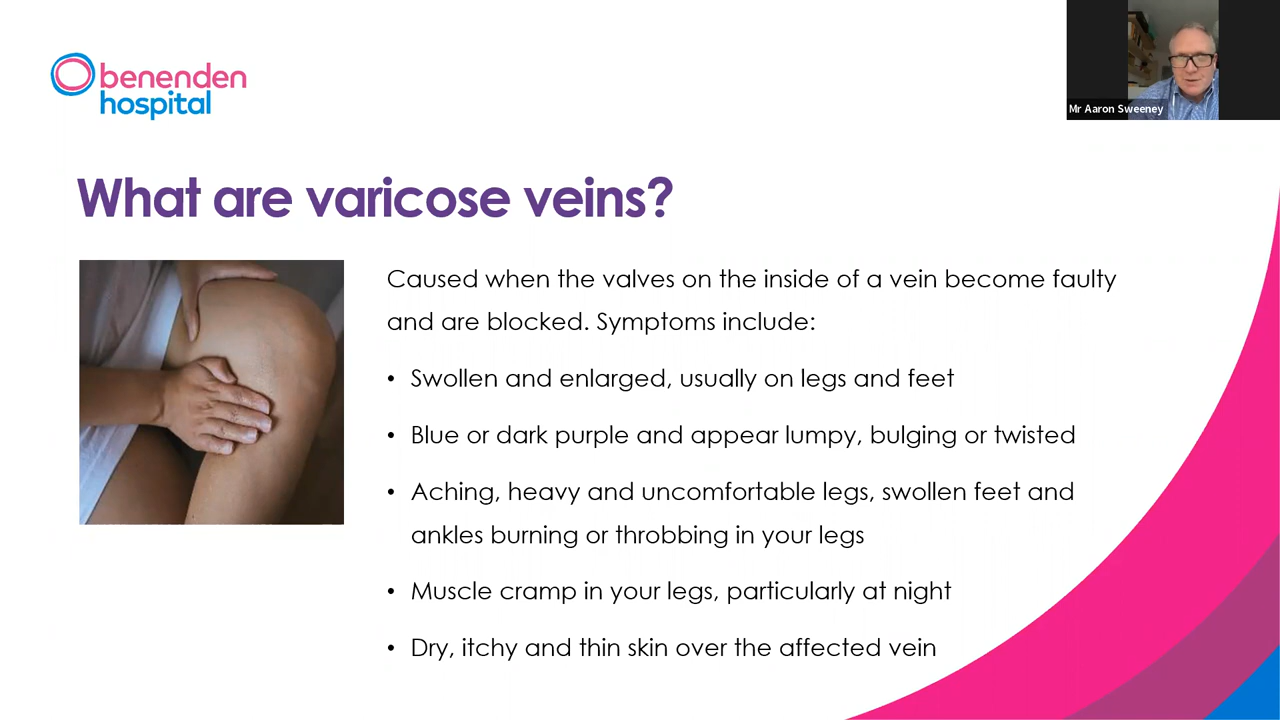 benenden
hospital
Mr Aaron Sweeney
What are varicose veins?
Caused when the valves on the inside of a vein become faulty
and are blocked. Symptoms include:
• Swollen and enlarged, usually on legs and feet
• Blue or dark purple and appear lumpy, bulging or twisted
• Aching, heavy and uncomfortable legs, swollen feet and
ankles burning or throbbing in your legs
• Muscle cramp in your legs, particularly at night
• Dry, itchy and thin skin over the affected vein